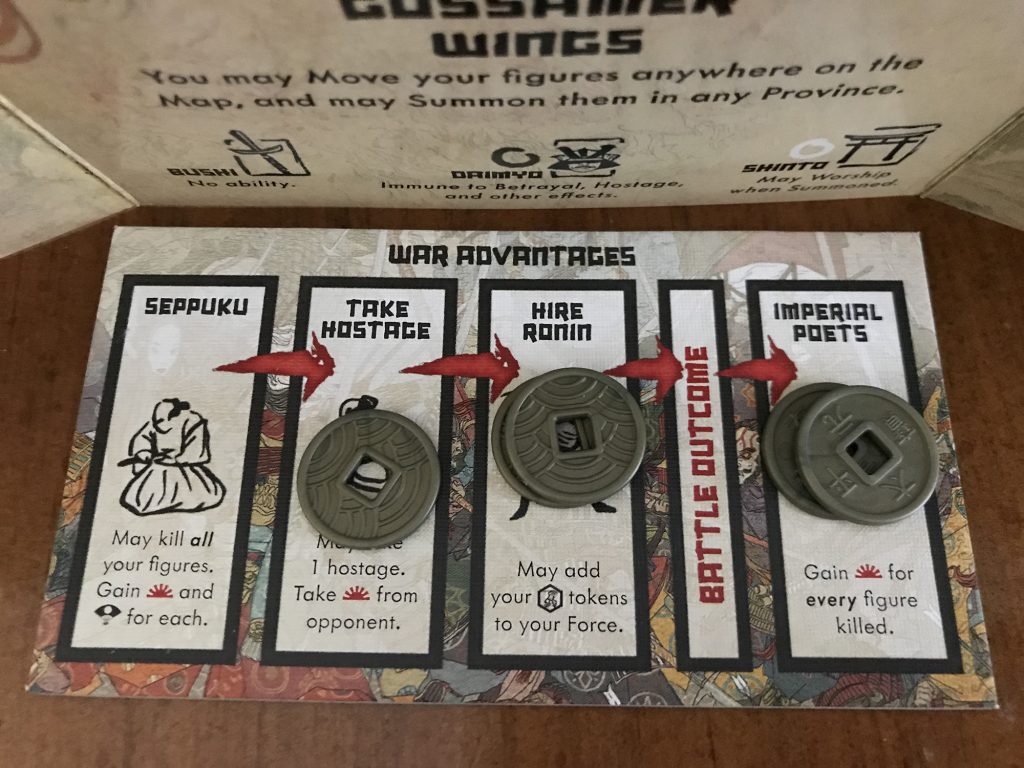 GOSSAMER
WINGS
You may Move your figures anywhere on the
Map, and may Summon them in any Province.
BUSHI
No ability.
DAIMYO
Immune to Betrayal, Hostage,
and other effects.
SHINTO
May Worship
when Summoned.
WAR ADVANTAGES
SEPPUKU
May kill all
your figures.
Gain and
for each.
TAKE
HOSTAGE
1 hostage.
Take from
opponent.
HIRE
RONIN
May add
your tokens
to your Force.
BATTLE OUTCOME
IMPERIAL
POETS
Gain for
every figure
killed.